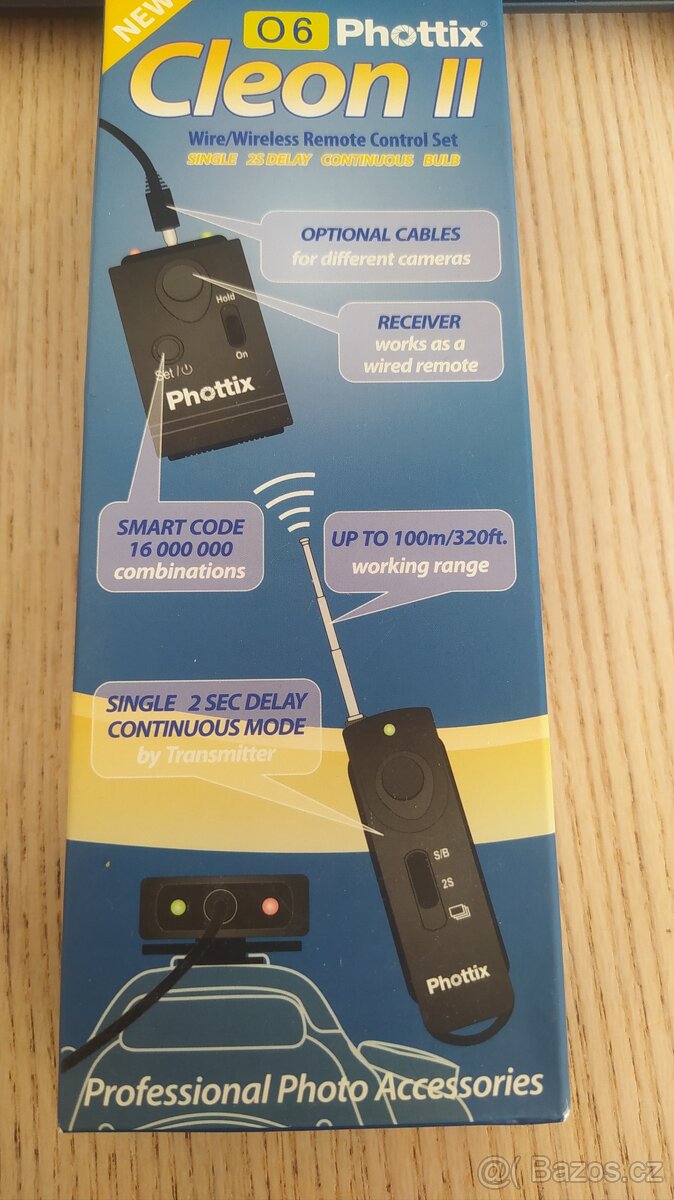 NEW
O6 Phottix®
Cleon II
Wire/Wireless Remote Control Set
SINGLE 2S DELAY CONTINUOUS BULB
OPTIONAL CABLES
for different cameras
Hold
On
RECEIVER
works as a
wired remote
Set /
Phottix
SMART CODE
16 000 000
combinations
UP TO 100m/320ft.
working range
SINGLE 2 SEC DELAY
CONTINUOUS MODE
by Transmitter
S/B
2S
Phottix
Professional Photo Accessories
Bazos.cz